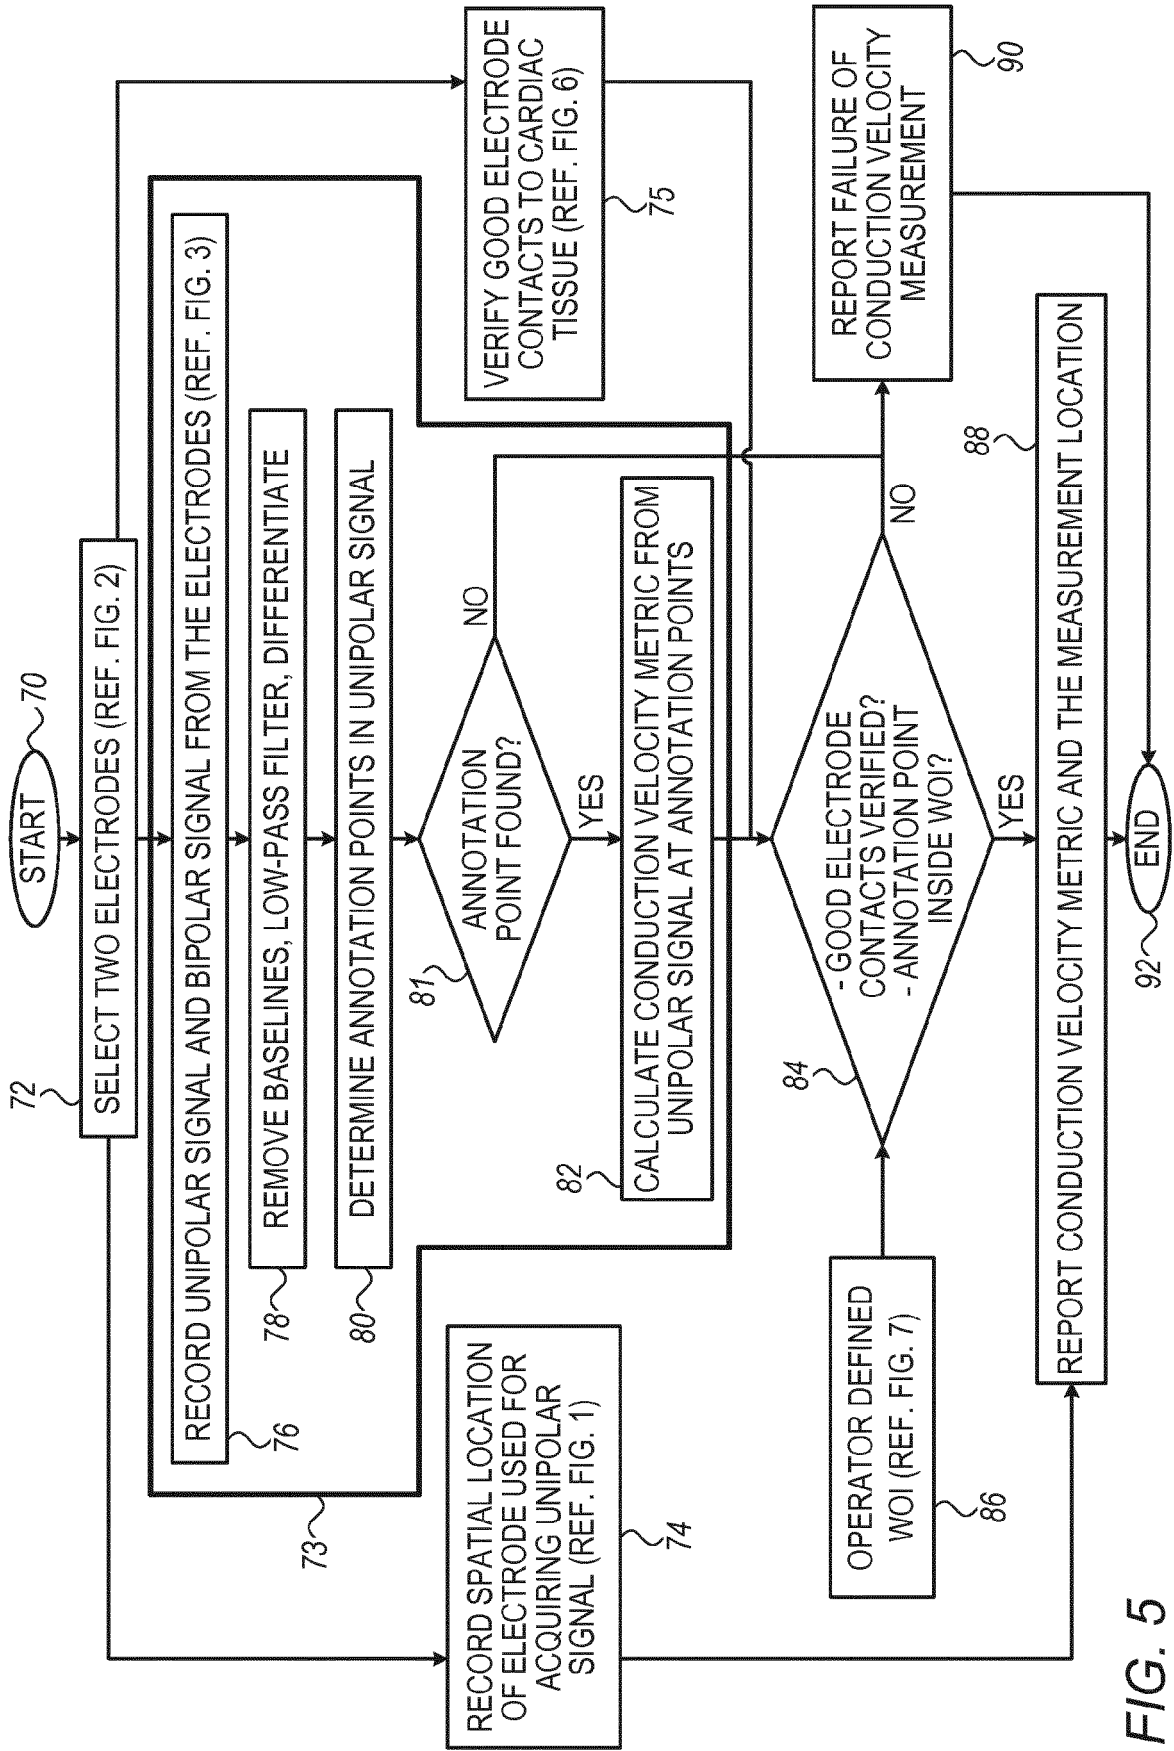 START
70
72
SELECT TWO ELECTRODES (REF. FIG. 2)
73
RECORD UNIPOLAR SIGNAL AND BIPOLAR SIGNAL FROM THE ELECTRODES (REF. FIG. 3)
76
REMOVE BASELINES, LOW-PASS FILTER, DIFFERENTIATE
78
DETERMINE ANNOTATION POINTS IN UNIPOLAR SIGNAL
80
RECORD SPATIAL LOCATION
OF ELECTRODE USED FOR
ACQUIRING UNIPOLAR
SIGNAL (REF. FIG. 1)
74
81
ANNOTATION
POINT FOUND?
NO
YES
VERIFY GOOD ELECTRODE
CONTACTS TO CARDIAC
TISSUE (REF. FIG. 6)
75
82
CALCULATE CONDUCTION VELOCITY METRIC FROM
UNIPOLAR SIGNAL AT ANNOTATION POINTS
OPERATOR DEFINED
WOI (REF. FIG. 7)
86
84
- GOOD ELECTRODE
CONTACTS VERIFIED?
- ANNOTATION POINT
INSIDE WOI?
NO
YES
REPORT FAILURE OF
CONDUCTION VELOCITY
MEASUREMENT
90
88
REPORT CONDUCTION VELOCITY METRIC AND THE MEASUREMENT LOCATION
92
END
FIG. 5